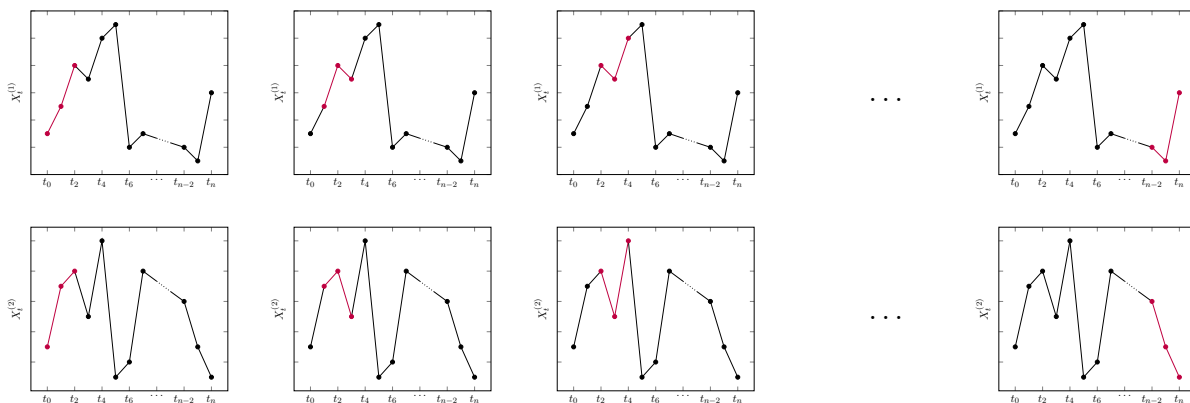 X_t^{(1)} X_t^{(1)} X_t^{(1)} X_t^{(1)}
t_0 t_2 t_4 t_6 ... t_{n-2} t_n t_0 t_2 t_4 t_6 ... t_{n-2} t_n t_0 t_2 t_4 t_6 ... t_{n-2} t_n ... t_0 t_2 t_4 t_6 ... t_{n-2} t_n
X_t^{(2)} X_t^{(2)} X_t^{(2)} X_t^{(2)}
t_0 t_2 t_4 t_6 ... t_{n-2} t_n t_0 t_2 t_4 t_6 ... t_{n-2} t_n t_0 t_2 t_4 t_6 ... t_{n-2} t_n ... t_0 t_2 t_4 t_6 ... t_{n-2} t_n